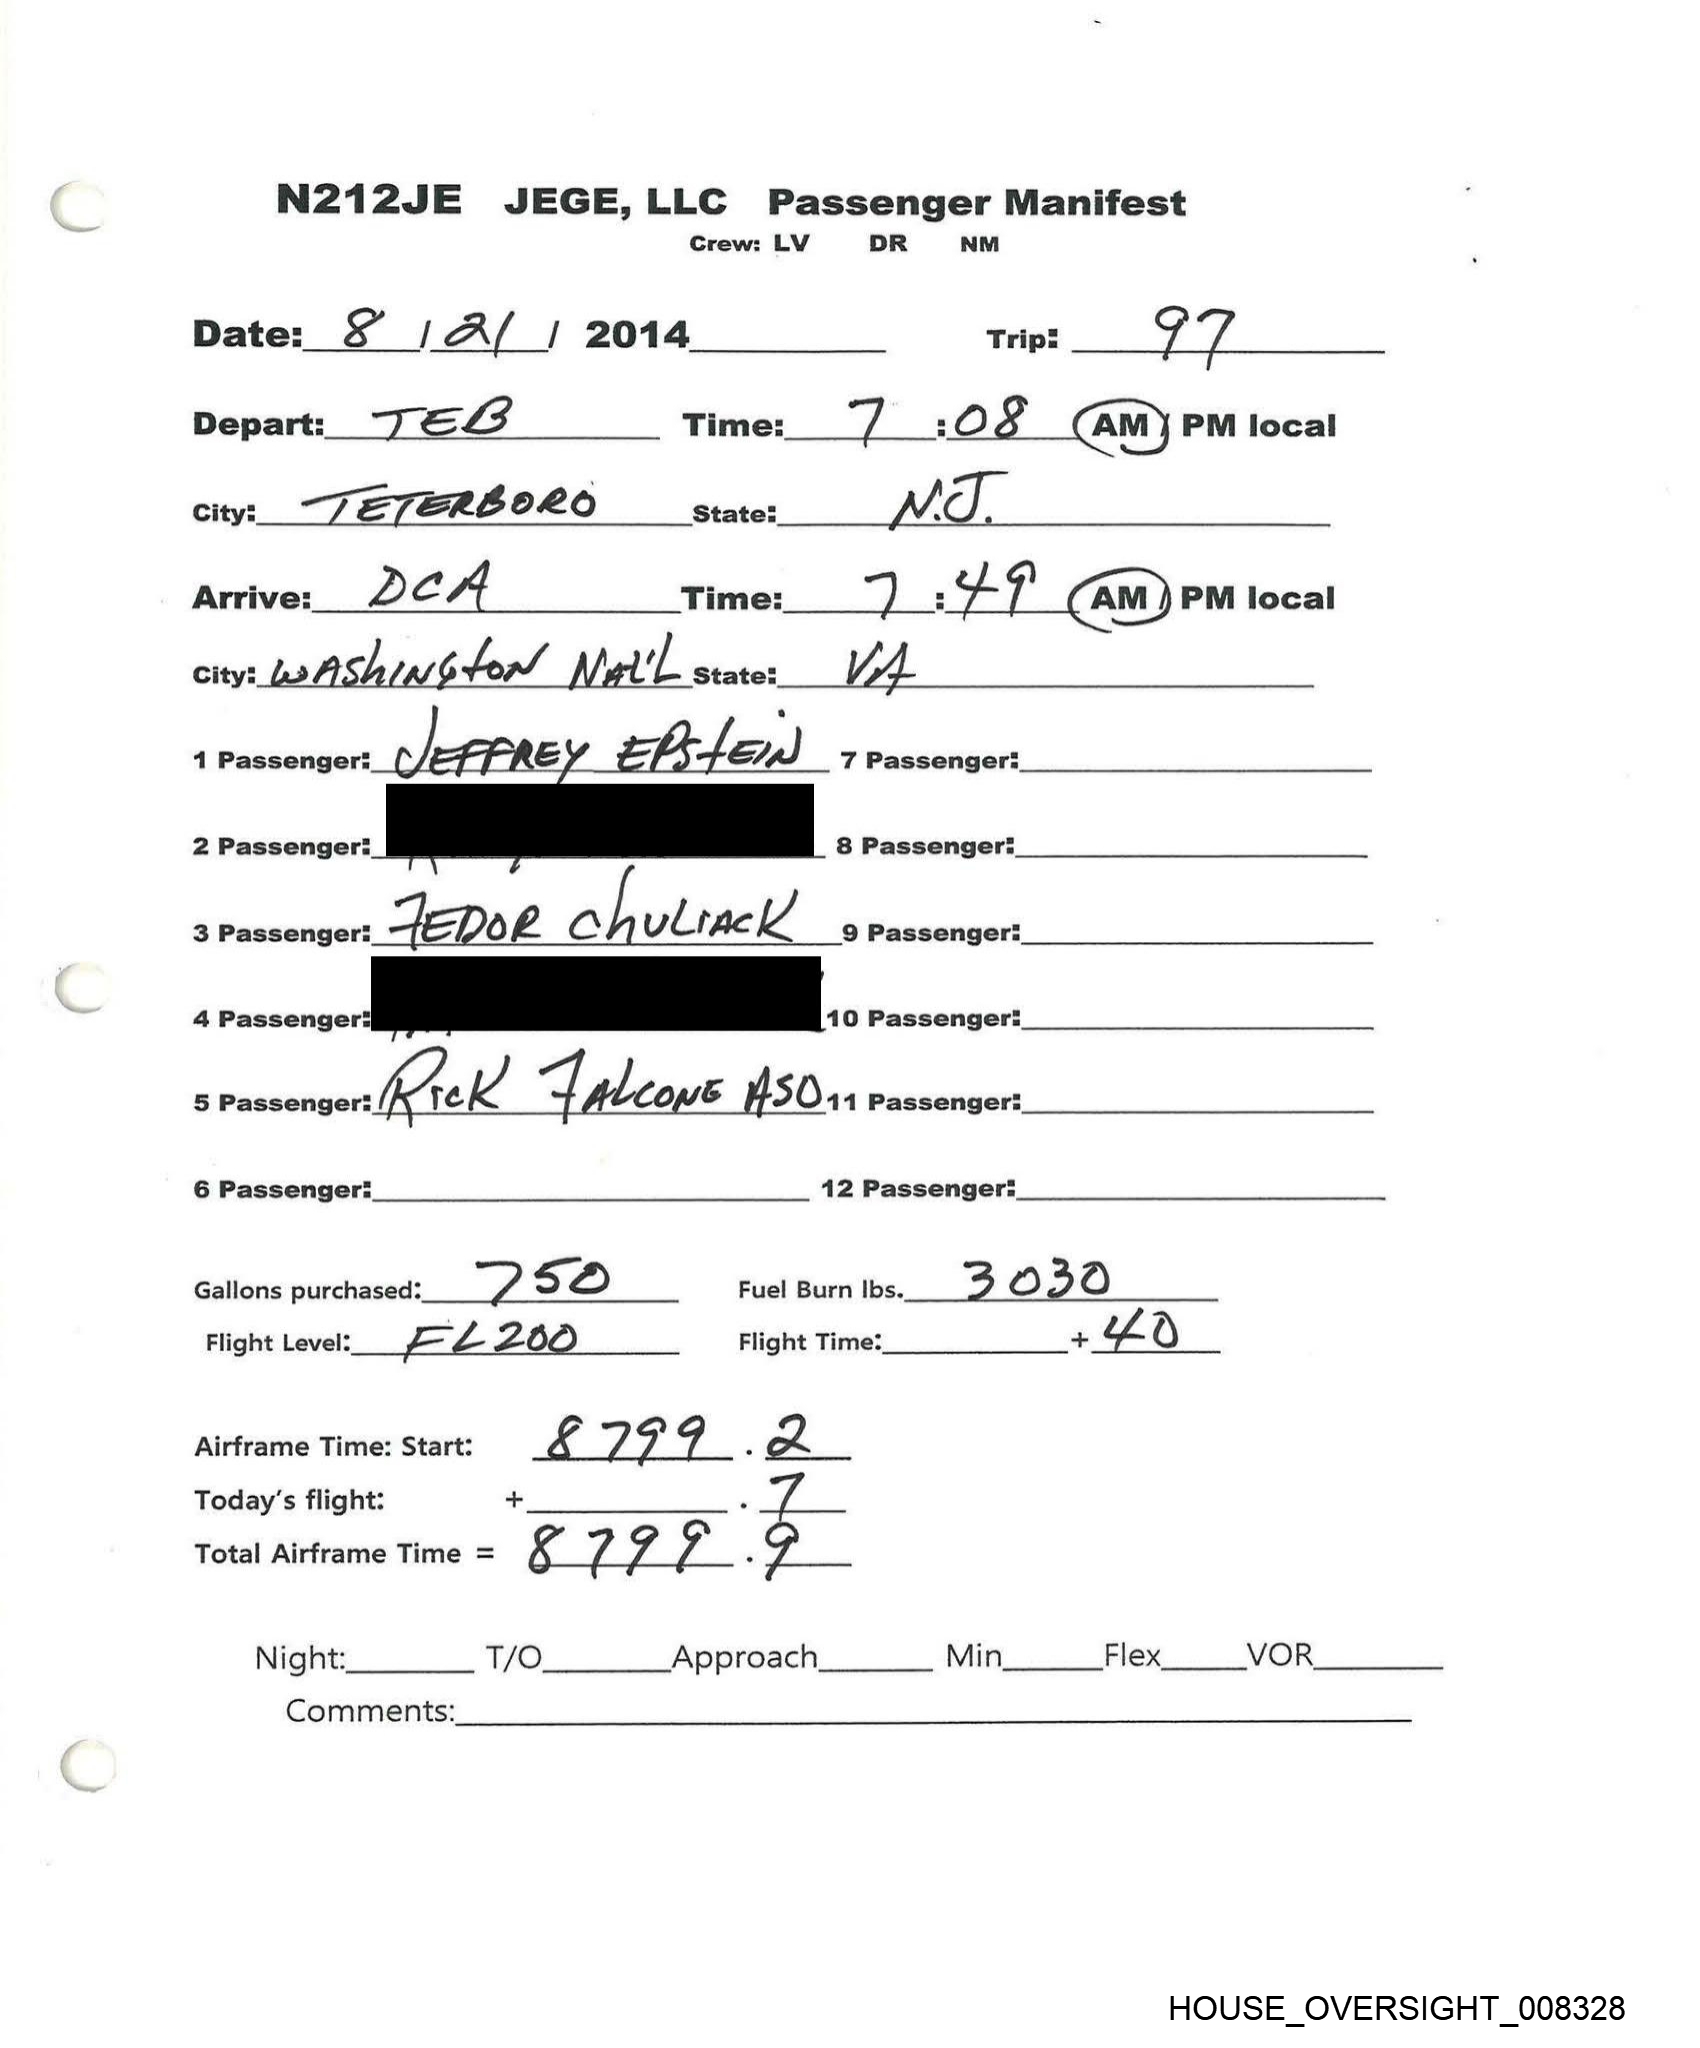 N212JE JEGE, LLC Passenger Manifest
Crew: LV DR NM
Date: 8 / 21 / 2014 Trip: 97
Depart: TEB Time: 7 :08 AM / PM local
City: TETERBORO State: N.J.
Arrive: DCA Time: 7 :49 AM / PM local
City: WASHINGTON NAT'L State: VA
1 Passenger: JEFFREY EPSTEIN 7 Passenger:
2 Passenger: 8 Passenger:
3 Passenger: FEDOR CHULIACK 9 Passenger:
4 Passenger: 10 Passenger:
5 Passenger: RICK FALCONE ASO 11 Passenger:
6 Passenger: 12 Passenger:
Gallons purchased: 750 Fuel Burn lbs. 3030
Flight Level: FL200 Flight Time: + 40
Airframe Time: Start: 8799 . 2
Today's flight: + . 7
Total Airframe Time = 8799 . 9
Night: T/O Approach Min Flex VOR
Comments:
HOUSE_OVERSIGHT_008328